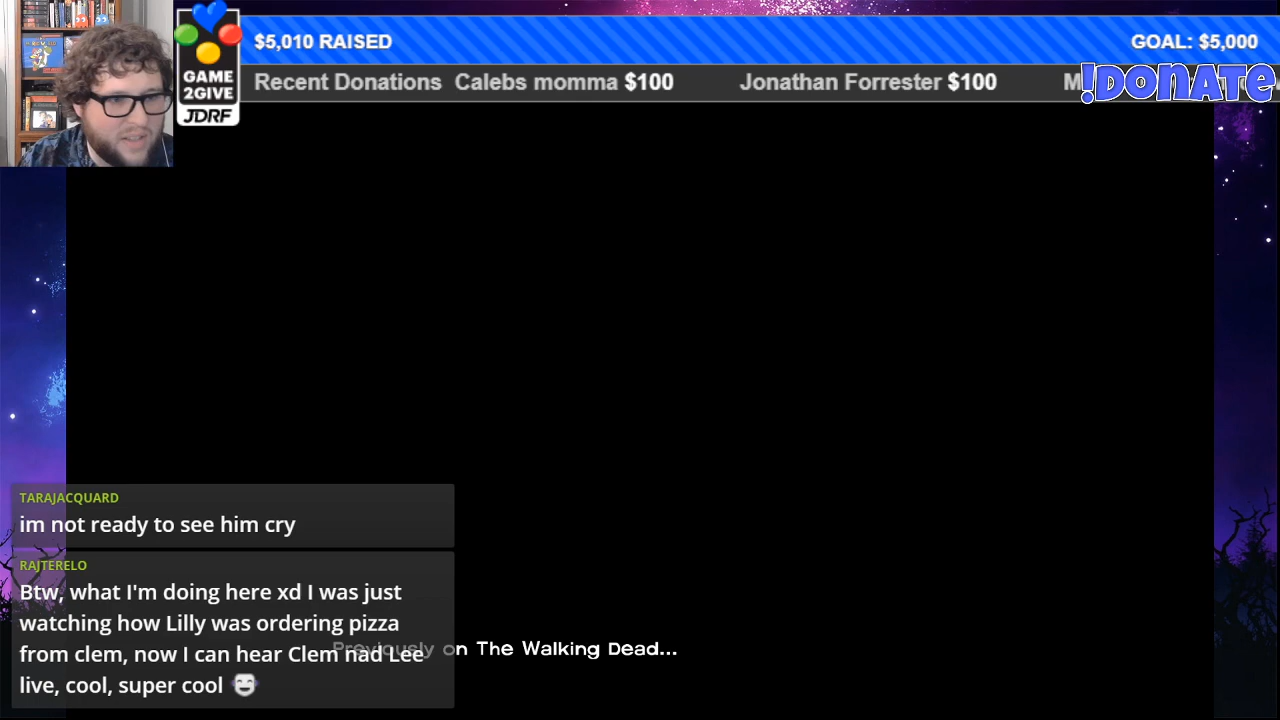 $5,010 RAISED
GOAL: $5,000
GAME
2GIVE
JDRF
Recent Donations Calebs momma $100 Jonathan Forrester $100
!DONATE
TARAJACQUARD
im not ready to see him cry
RAJTERELO
Btw, what I'm doing here xd I was just
watching how Lilly was ordering pizza
from clem, now I can hear Clem nad Lee
live, cool, super cool
Previously on The Walking Dead...